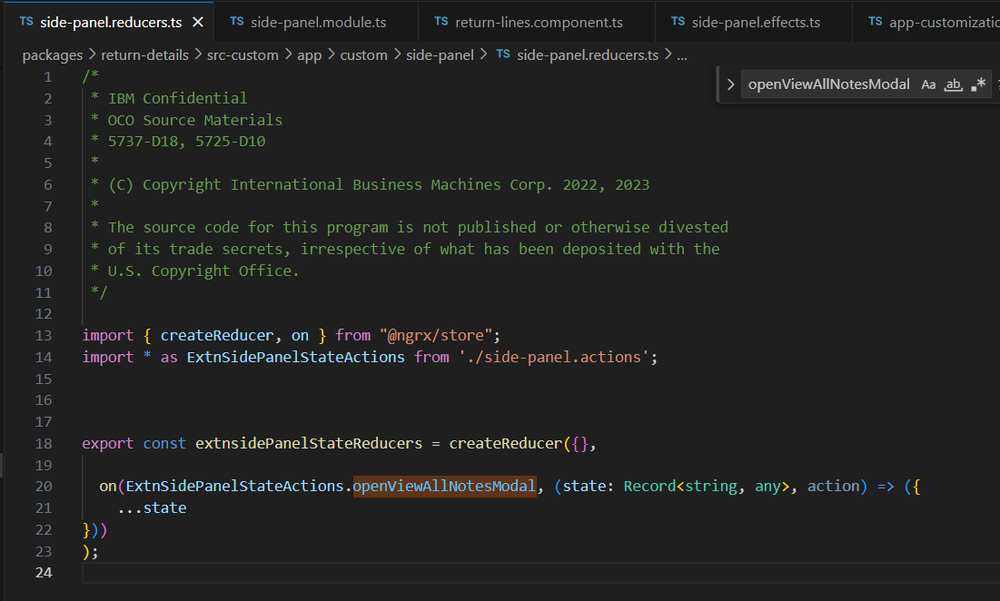 TS side-panel.reducers.ts × TS side-panel.module.ts TS return-lines.component.ts TS side-panel.effects.ts TS app-customizatio
packages > return-details > src-custom > app > custom > side-panel > TS side-panel.reducers.ts > ...
> openViewAllNotesModal Aa ab .* ?
1 /*
2 * IBM Confidential
3 * OCO Source Materials
4 * 5737-D18, 5725-D10
5 *
6 * (C) Copyright International Business Machines Corp. 2022, 2023
7 *
8 * The source code for this program is not published or otherwise divested
9 * of its trade secrets, irrespective of what has been deposited with the
10 * U.S. Copyright Office.
11 */
12
13 import { createReducer, on } from "@ngrx/store";
14 import * as ExtnSidePanelStateActions from './side-panel.actions';
15
16
17
18 export const extnsidePanelStateReducers = createReducer({},
19
20 on(ExtnSidePanelStateActions.openViewAllNotesModal, (state: Record<string, any>, action) => ({
21 ...state
22 }))
23 );
24